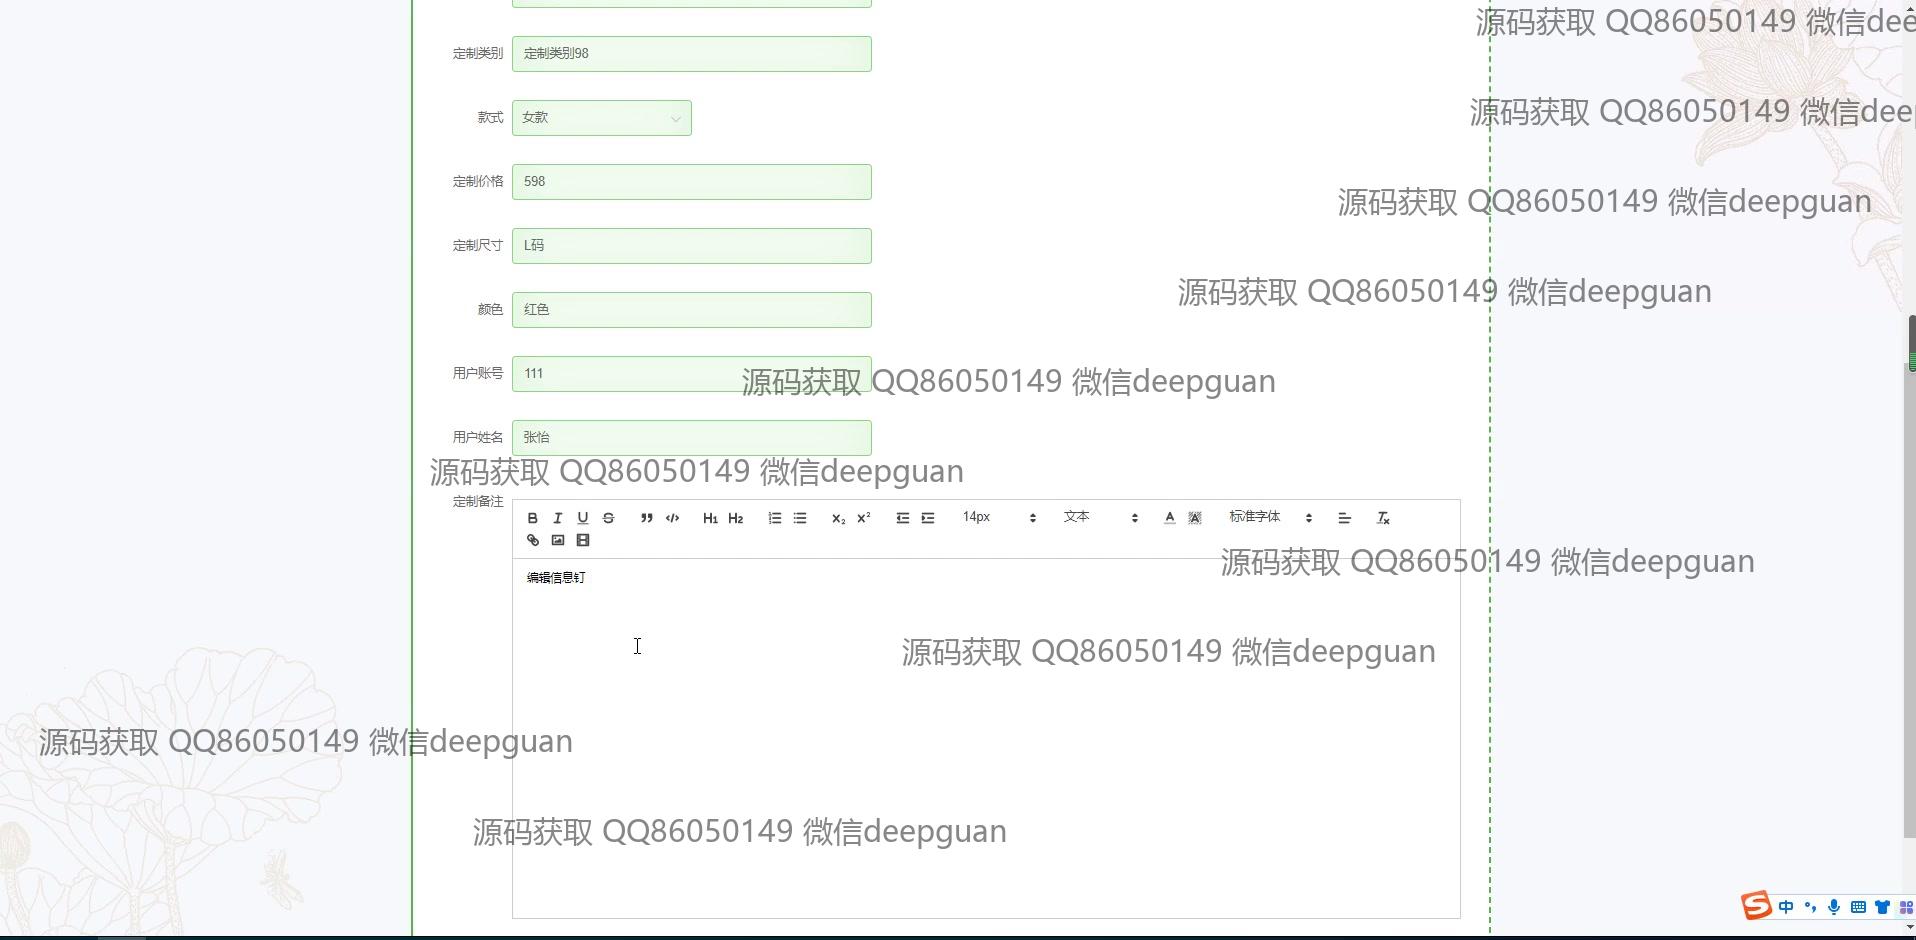 源码获取 QQ86050149 微信dee
定制类别 定制类别98
源码获取 QQ86050149 微信deep
款式 女款
定制价格 598
源码获取 QQ86050149 微信deepguan
定制尺寸 L码
源码获取 QQ86050149 微信deepguan
颜色 红色
用户账号 111
源码获取 QQ86050149 微信deepguan
用户姓名 张怡
源码获取 QQ86050149 微信deepguan
定制备注
B I U S H1 H2 X2 X2 14px 文本 A A 标准字体 Tx
源码获取 QQ86050149 微信deepguan
编辑信息钉
源码获取 QQ86050149 微信deepguan
源码获取 QQ86050149 微信deepguan
源码获取 QQ86050149 微信deepguan
S 中